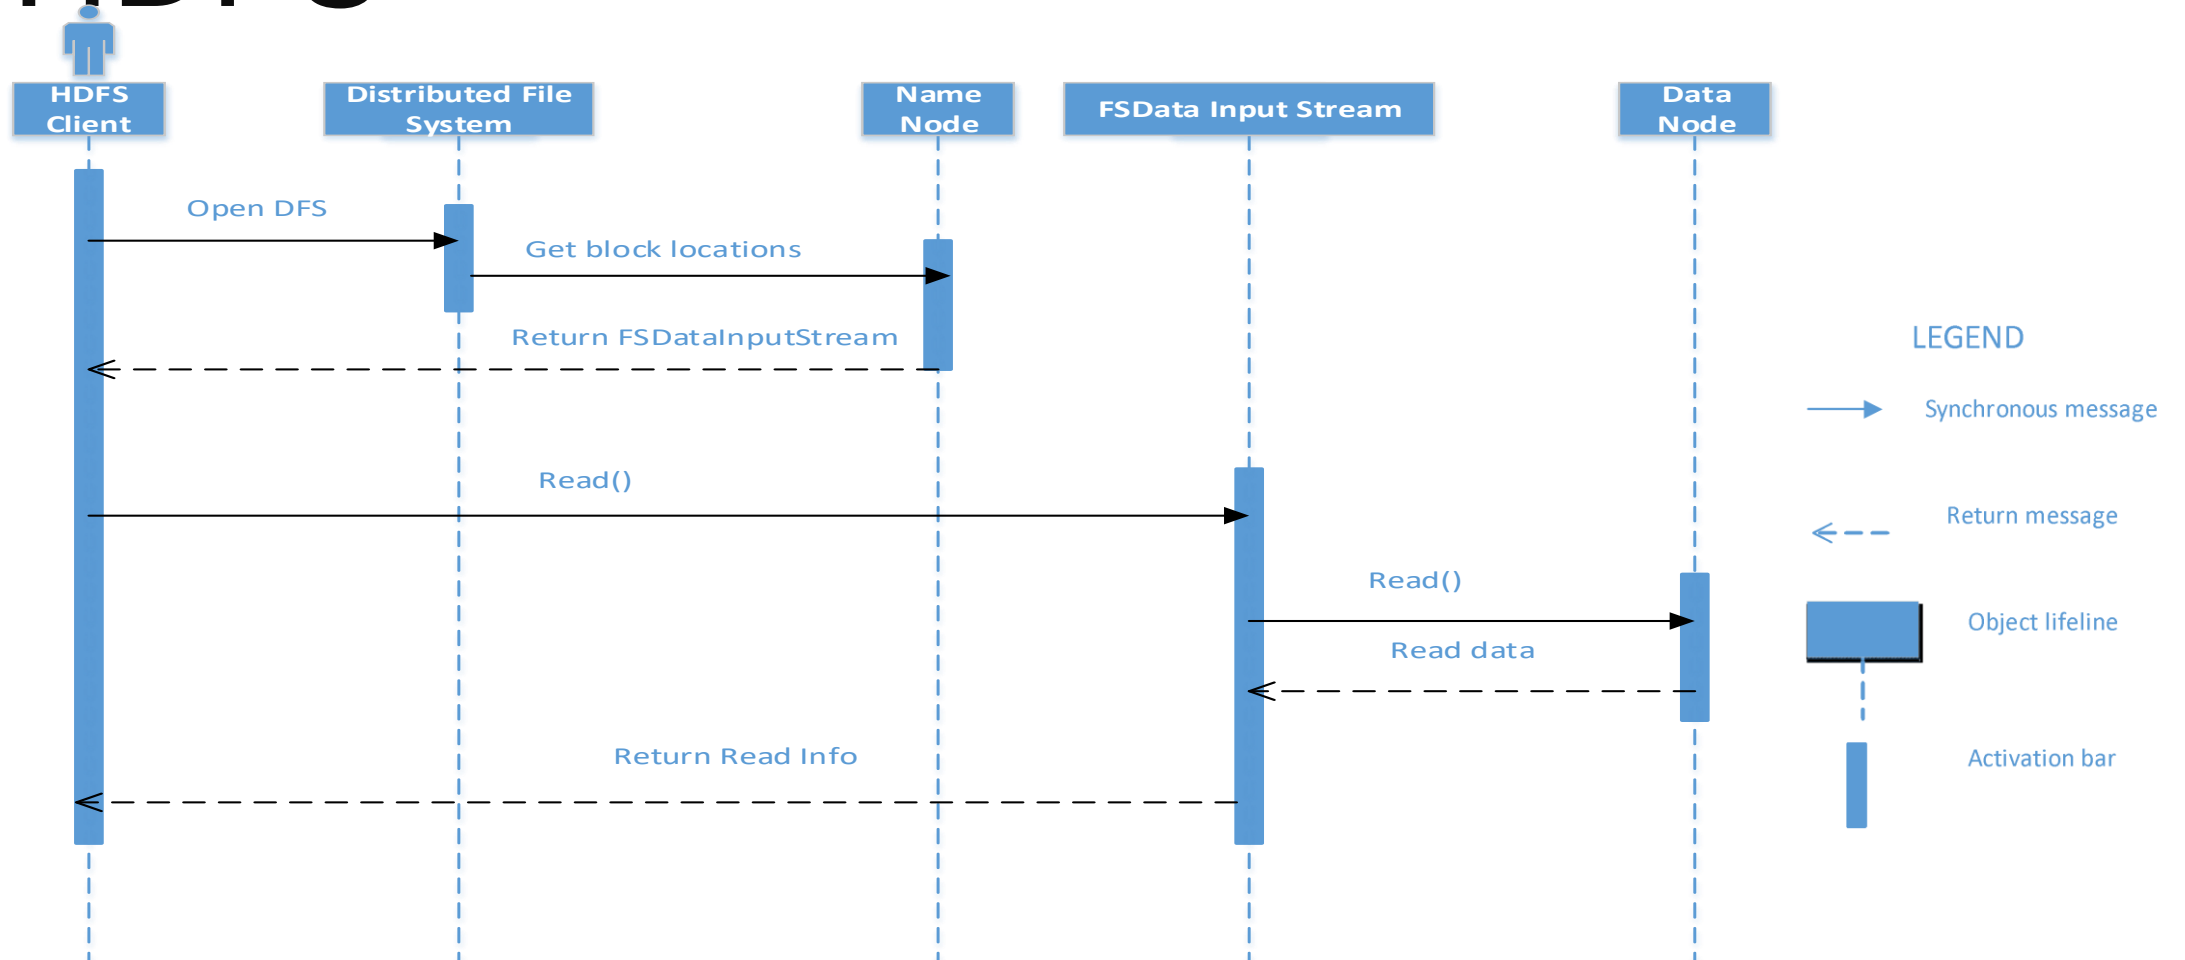 HDFS
Client
Distributed File
System
Name
Node
FSData Input Stream
Data
Node
Open DFS
Get block locations
Return FSDataInputStream
Read()
Read()
Read data
Return Read Info
LEGEND
Synchronous message
Return message
Object lifeline
Activation bar